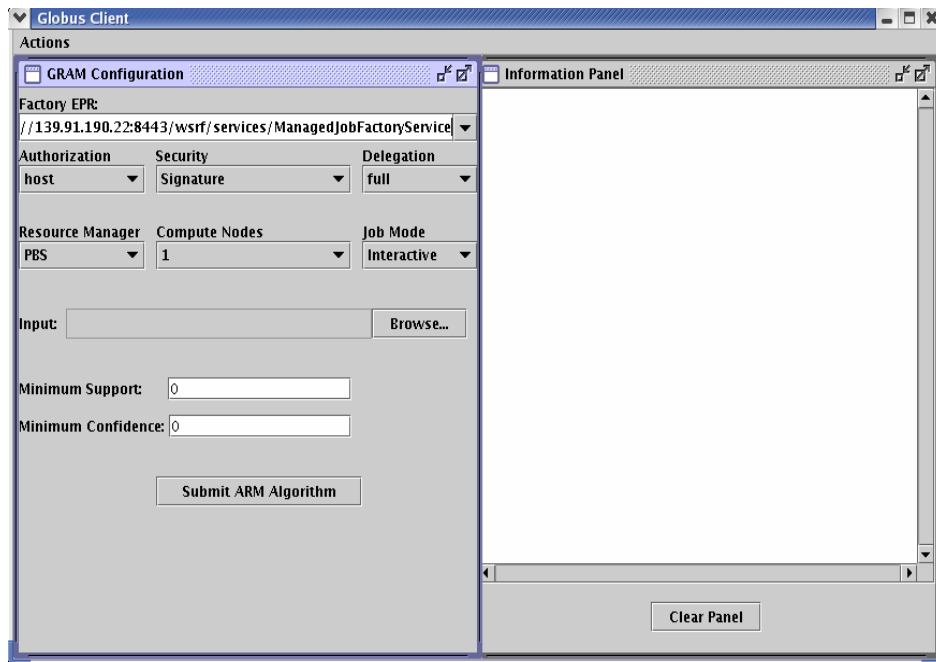 Globus Client
Actions
GRAM Configuration
Factory EPR:
//139.91.190.22:8443/wsrf/services/ManagedJobFactoryService
Authorization Security Delegation
host Signature full
Resource Manager Compute Nodes Job Mode
PBS 1 Interactive
Input: Browse...
Minimum Support: 0
Minimum Confidence: 0
Submit ARM Algorithm
Information Panel
Clear Panel